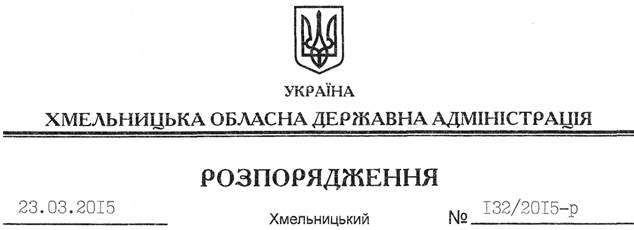 УКРАЇНА
ХМЕЛЬНИЦЬКА ОБЛАСНА ДЕРЖАВНА АДМІНІСТРАЦІЯ
РОЗПОРЯДЖЕННЯ
23.03.2015 Хмельницький № 132/2015-р